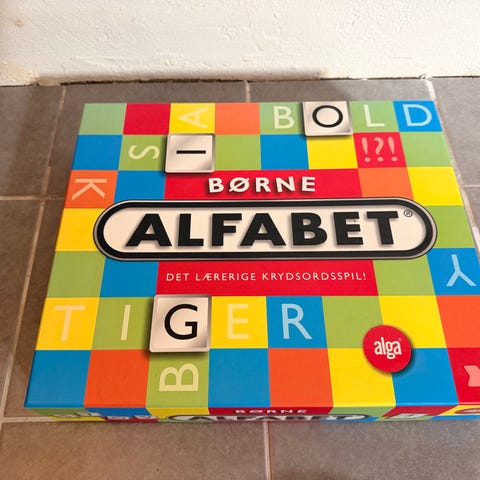 A BOLD
S I !?!
K
BØRNE
ALFABET®
DET LÆRERIGE KRYDSORDSSPIL!
Y
TIGER
alga
B
BØRNE
ALFABET